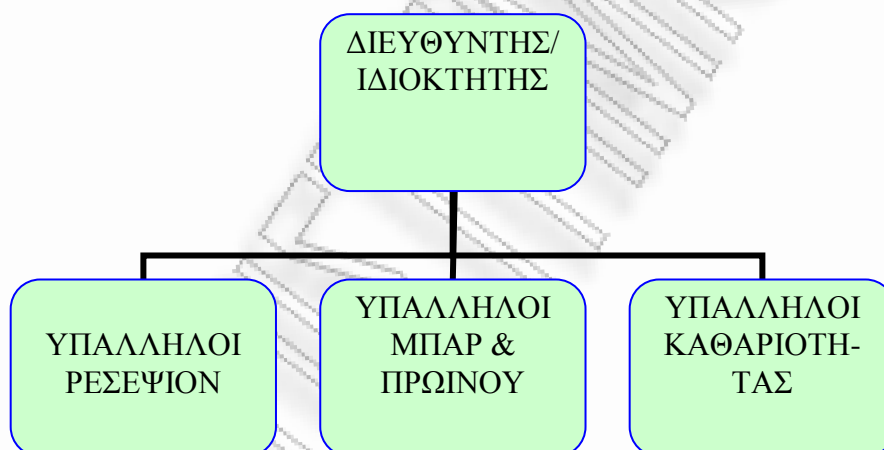 ΔΙΕΥΘΥΝΤΗΣ/
ΙΔΙΟΚΤΗΤΗΣ
ΥΠΑΛΛΗΛΟΙ
ΡΕΣΕΨΙΟΝ
ΥΠΑΛΛΗΛΟΙ
ΜΠΑΡ &
ΠΡΩΙΝΟΥ
ΥΠΑΛΛΗΛΟΙ
ΚΑΘΑΡΙΟΤΗ-
ΤΑΣ